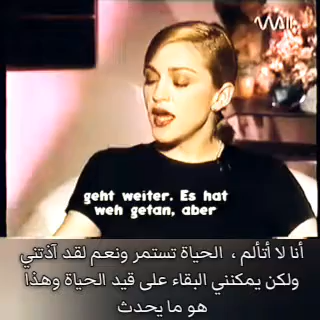 geht weiter. Es hat
weh getan, aber
أنا لا أتألم ، الحياة تستمر ونعم لقد آذتني
ولكن يمكنني البقاء على قيد الحياة وهذا
هو ما يحدث